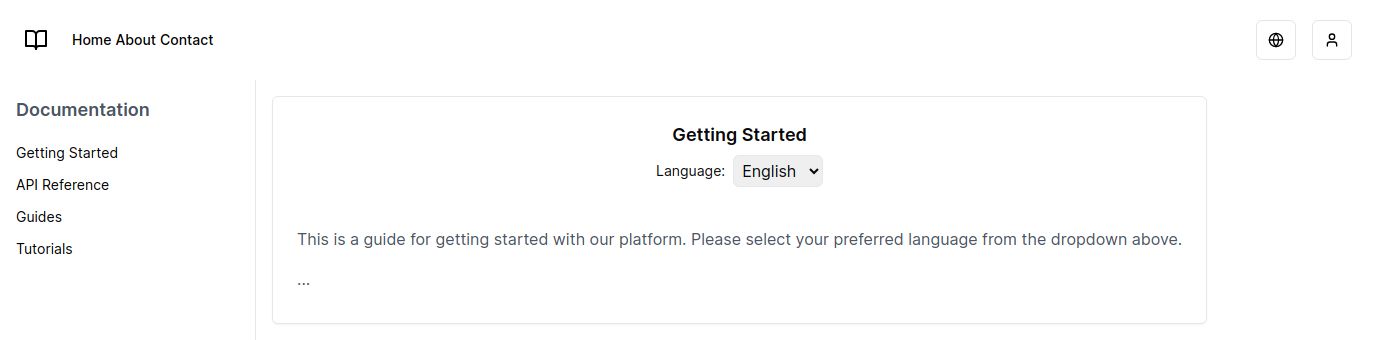 Home About Contact
Documentation
Getting Started
API Reference
Guides
Tutorials
Getting Started
Language: English
This is a guide for getting started with our platform. Please select your preferred language from the dropdown above.
...